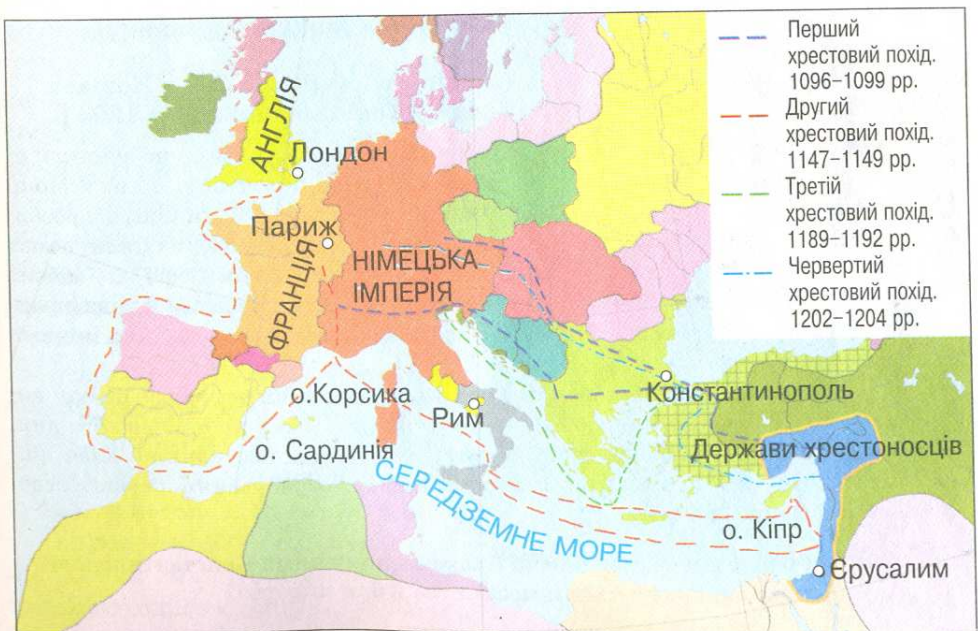 Перший
хрестовий похід.
1096–1099 рр.
Другий
хрестовий похід.
1147–1149 рр.
Третій
хрестовий похід.
1189–1192 рр.
Червертий
хрестовий похід.
1202–1204 рр.
АНГЛІЯ
Лондон
Париж
ФРАНЦІЯ
НІМЕЦЬКА
ІМПЕРІЯ
о.Корсика
Рим
Константинополь
о. Сардинія
Держави хрестоносців
СЕРЕДЗЕМНЕ МОРЕ
о. Кіпр
Єрусалим